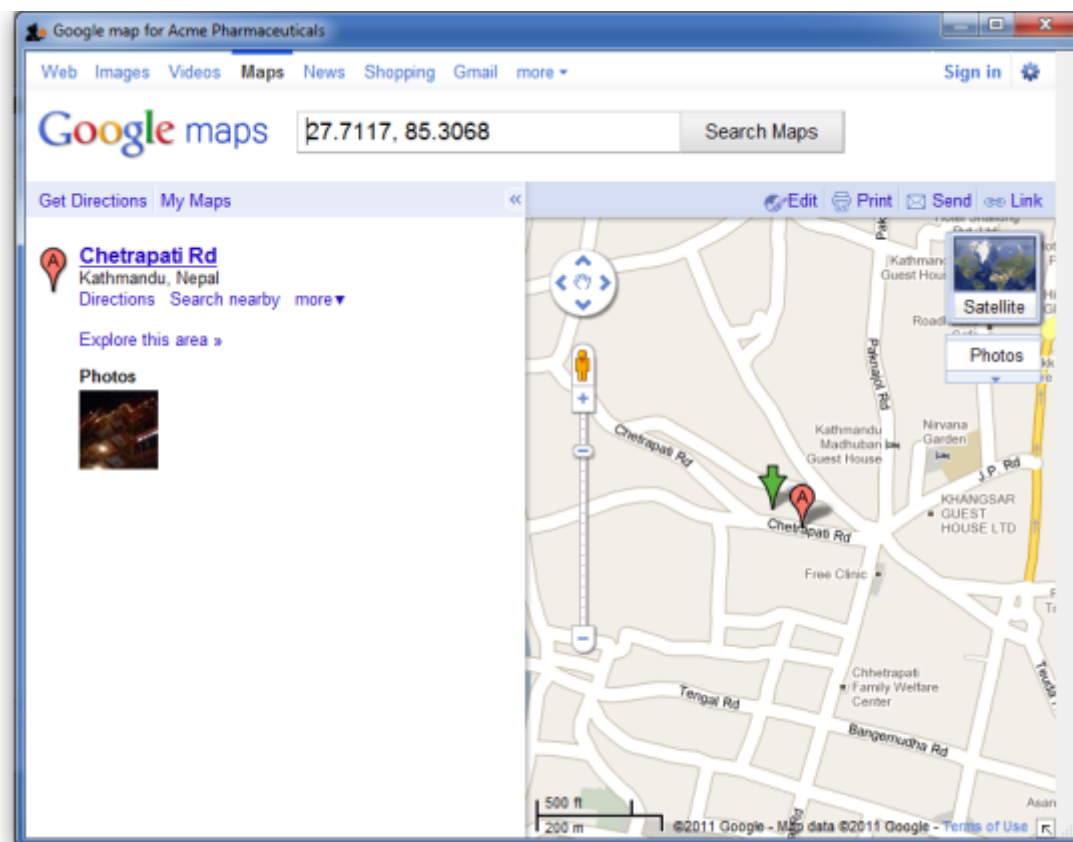 Google map for Acme Pharmaceuticals
Web Images Videos Maps News Shopping Gmail more
Sign in
Google maps
27.7117, 85.3068
Search Maps
Get Directions My Maps
«
Edit Print Send Link
A
Chetrapati Rd
Kathmandu, Nepal
Directions Search nearby more▼
Explore this area »
Photos
Guest House
Satellite
Photos
Paknajol Rd
Chetrapati Rd
Kathmandu
Madhuban
Guest House
Nirvana
Garden
J.P. Rd
A
KHANGSAR
GUEST
HOUSE LTD
Chetrapati Rd
Free Clinic
Chhetrapati
Family Welfare
Center
Tengal Rd
Bangemudha Rd
500 ft
200 m
©2011 Google - Map data ©2011 Google - Terms of Use